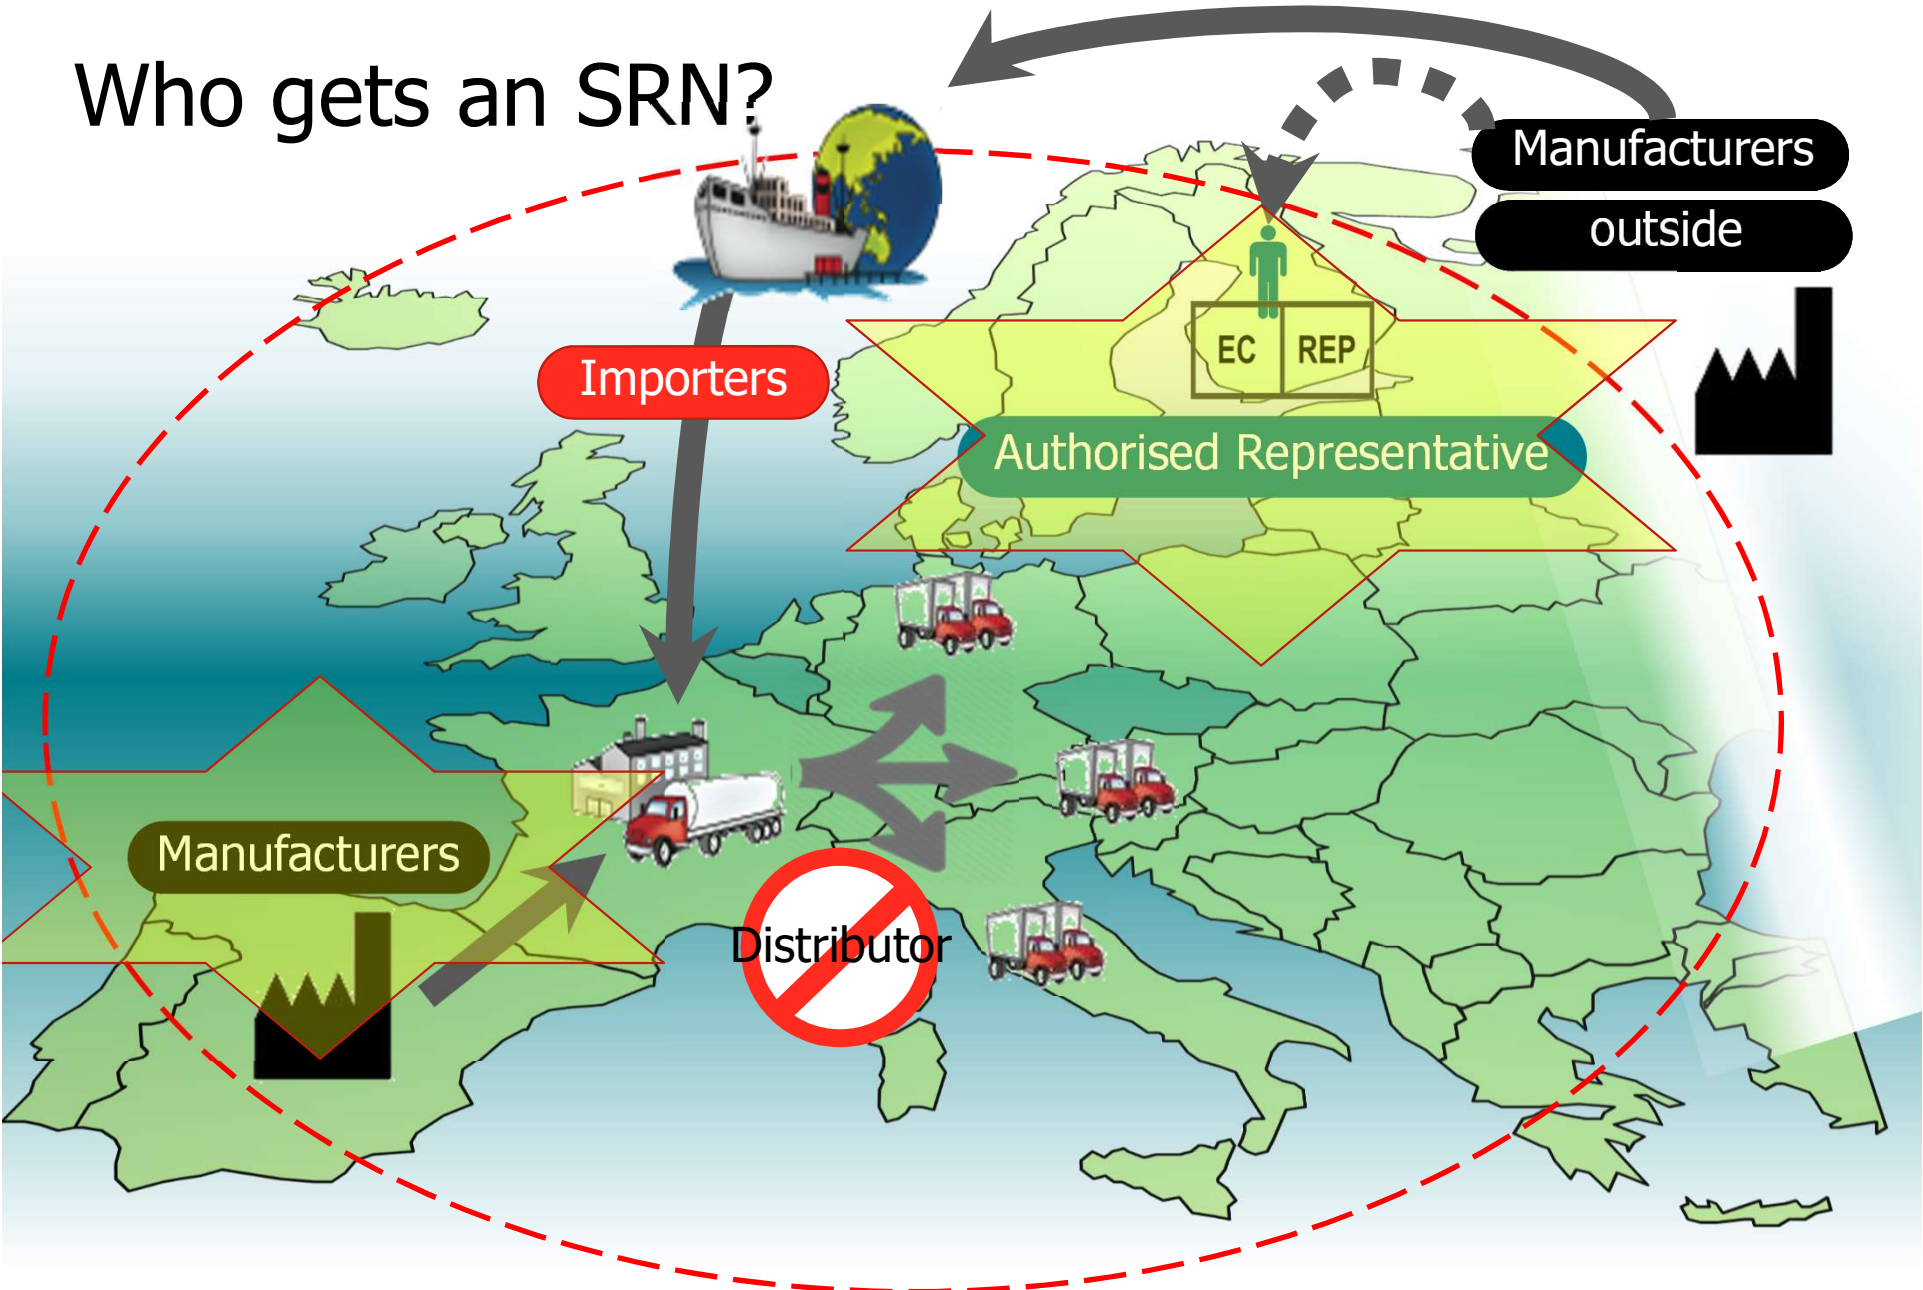 Who gets an SRN?
Manufacturers
outside
Importers
EC REP
Authorised Representative
Manufacturers
Distributor